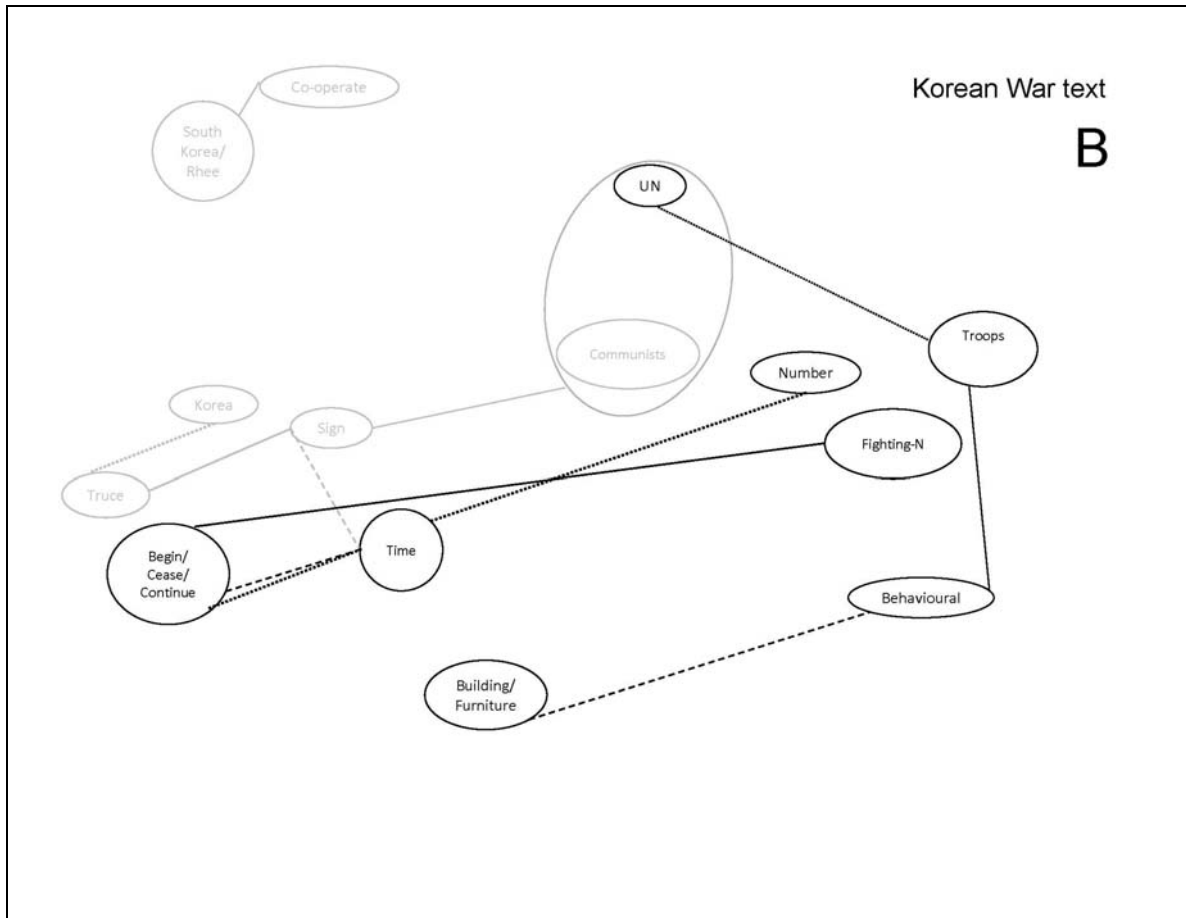 Korean War text
B
Co-operate
South
Korea/
Rhee
UN
Troops
Communists
Number
Korea
Sign
Fighting-N
Truce
Begin/
Cease/
Continue
Time
Behavioural
Building/
Furniture